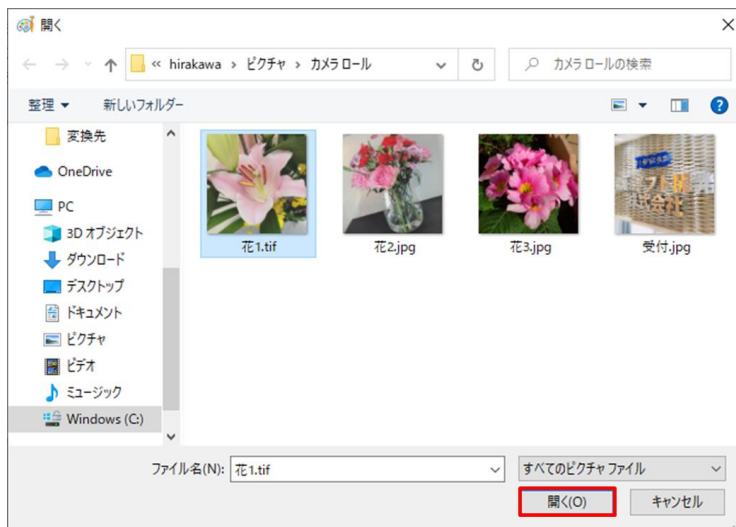 開く
« hirakawa › ピクチャ › カメラ ロール
カメラ ロールの検索
整理
新しいフォルダー
変換先
OneDrive
PC
3D オブジェクト
ダウンロード
デスクトップ
ドキュメント
ピクチャ
ビデオ
ミュージック
Windows (C:)
花1.tif
花2.jpg
花3.jpg
受付.jpg
ファイル名(N):
花1.tif
すべてのピクチャ ファイル
開く(O)
キャンセル